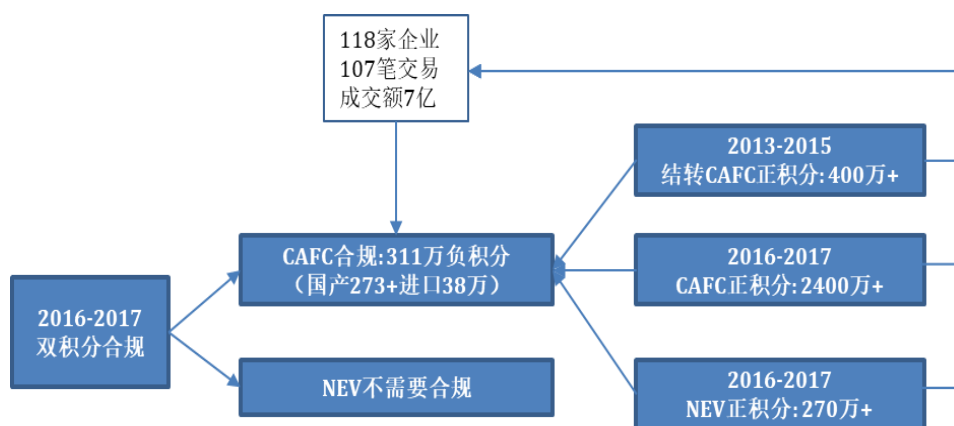 118家企业
107笔交易
成交额7亿
2013-2015
结转CAFC正积分:400万+
CAFC合规:311万负积分
（国产273+进口38万）
2016-2017
CAFC正积分:2400万+
2016-2017
双积分合规
NEV不需要合规
2016-2017
NEV正积分:270万+